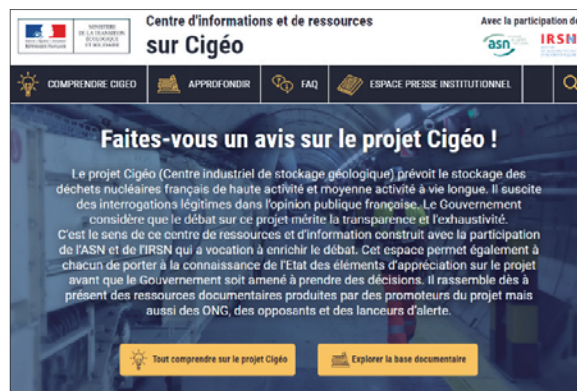 MINISTÈRE
DE LA TRANSITION
ÉCOLOGIQUE
ET SOLIDAIRE
RÉPUBLIQUE FRANÇAISE
Centre d'informations et de ressources
sur Cigéo
Avec la participation de
asn
IRSN
COMPRENDRE CIGEO
APPROFONDIR
FAQ
ESPACE PRESSE INSTITUTIONNEL
Faites-vous un avis sur le projet Cigéo !
Le projet Cigéo (Centre industriel de stockage géologique) prévoit le stockage des
déchets nucléaires français de haute activité et moyenne activité à vie longue. Il suscite
des interrogations légitimes dans l'opinion publique française. Le Gouvernement
considère que le débat sur ce projet mérite la transparence et l'exhaustivité.
C'est le sens de ce centre de ressources et d'information construit avec la participation
de l'ASN et de l'IRSN qui a vocation à enrichir le débat. Cet espace permet également à
chacun de porter à la connaissance de l'Etat des éléments d'appréciation sur le projet
avant que le Gouvernement soit amené à prendre des décisions. Il rassemble dès à
présent des ressources documentaires produites par des promoteurs du projet mais
aussi des ONG, des opposants et des lanceurs d'alerte.
Tout comprendre sur le projet Cigéo
Explorer la base documentaire